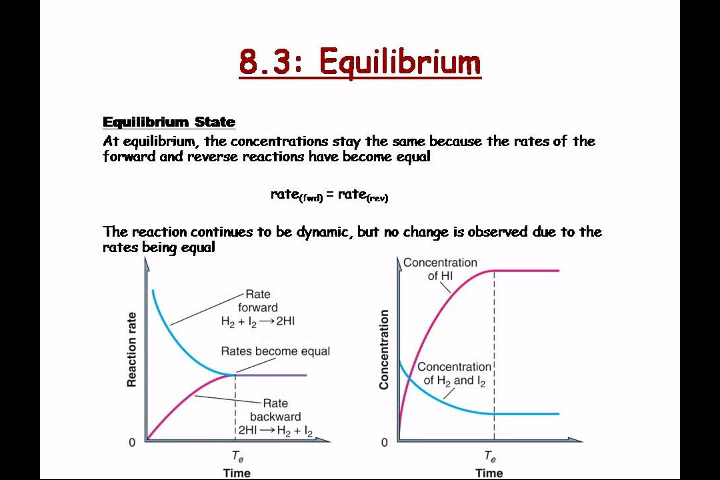 8.3: Equilibrium
Equilibrium State
At equilibrium, the concentrations stay the same because the rates of the
forward and reverse reactions have become equal
rate(fwd) = rate(rev)
The reaction continues to be dynamic, but no change is observed due to the
rates being equal
Reaction rate
Rate
forward
H₂ + I₂ → 2HI
Rates become equal
Rate
backward
2HI → H₂ + I₂
0
Te
Time
Concentration
Concentration
of HI
Concentration
of H₂ and I₂
0
Te
Time